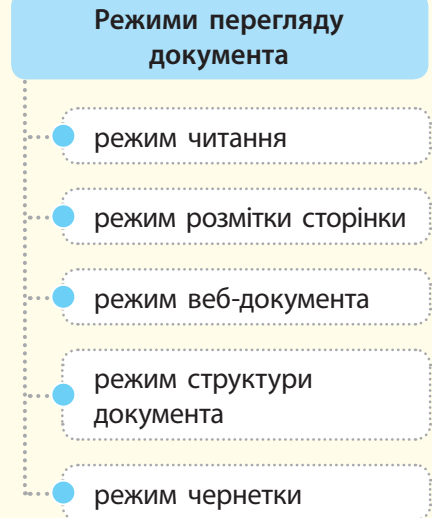 Режими перегляду
документа
режим читання
режим розмітки сторінки
режим веб-документа
режим структури
документа
режим чернетки